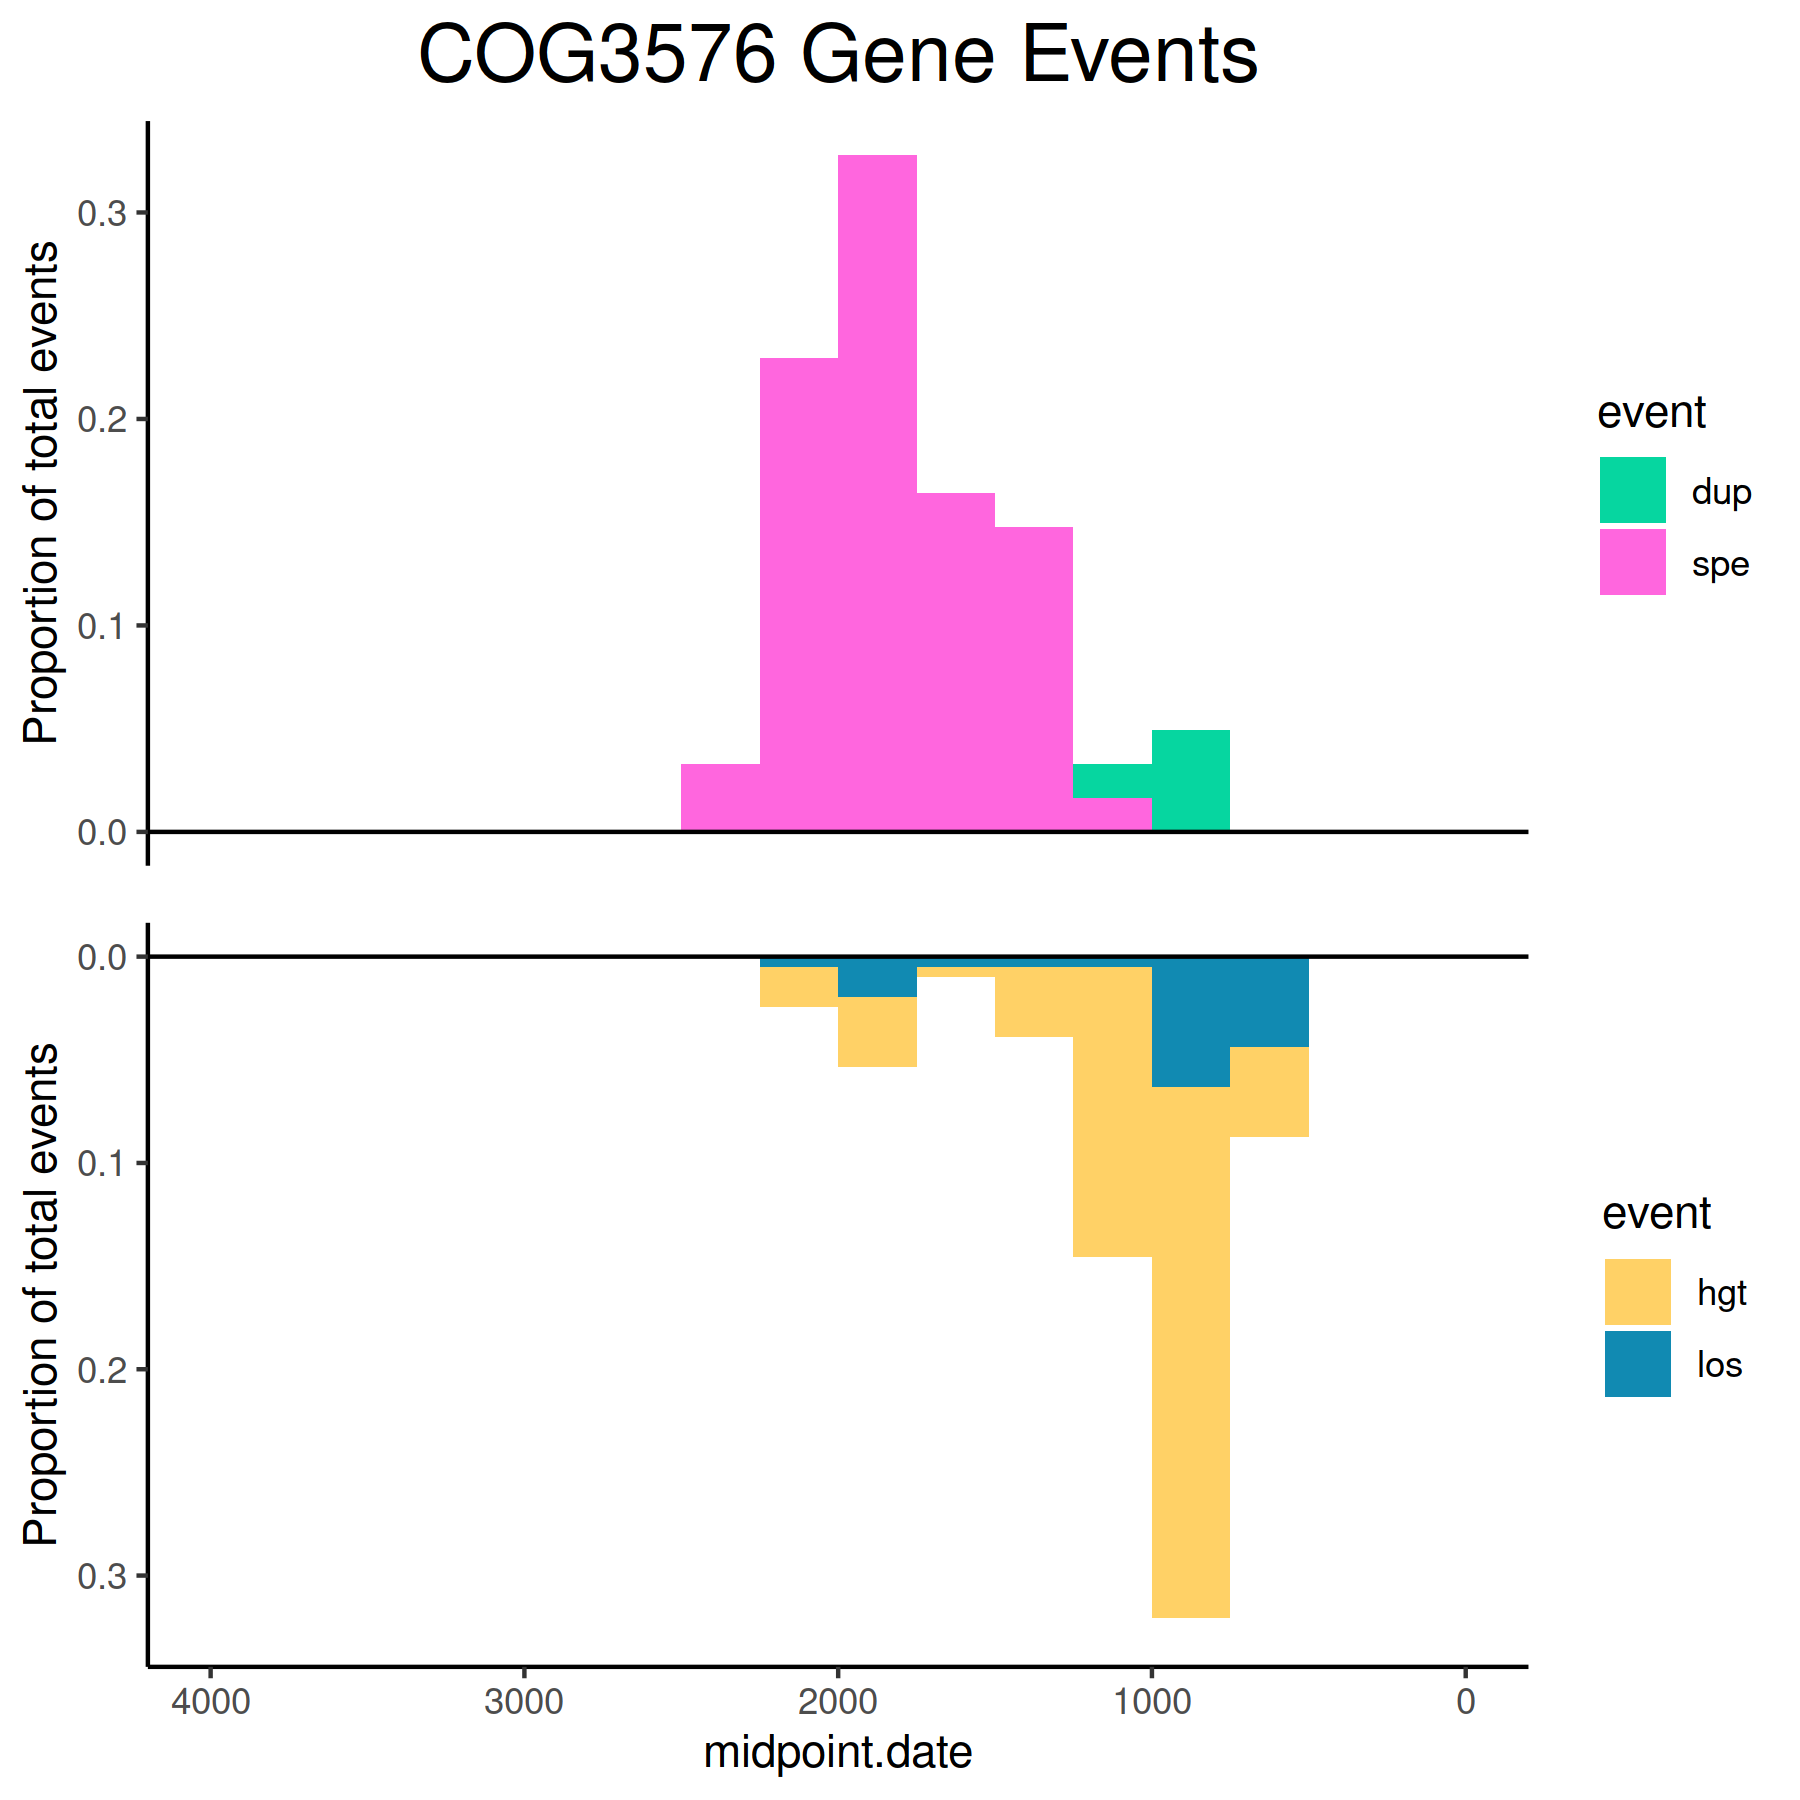 COG3576 Gene Events
Proportion of total events
0.3
0.2
0.1
0.0
event
dup
spe
Proportion of total events
0.0
0.1
0.2
0.3
event
hgt
los
4000 3000 2000 1000 0
midpoint.date